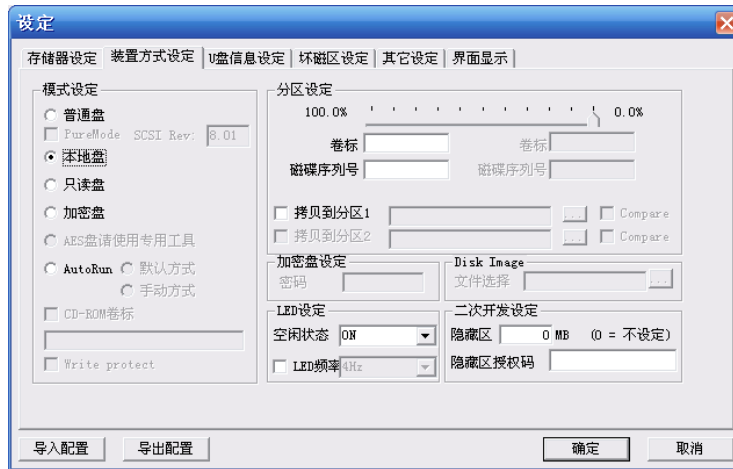 设定
存储器设定 装置方式设定 U盘信息设定 坏磁区设定 其它设定 界面显示
模式设定
普通盘
PureMode SCSI Rev: 8.01
本地盘
只读盘
加密盘
AES盘请使用专用工具
AutoRun 默认方式
手动方式
CD-ROM卷标
Write protect
分区设定
100.0% 0.0%
卷标 卷标
磁碟序列号 磁碟序列号
拷贝到分区1 ... Compare
拷贝到分区2 ... Compare
加密盘设定
密码
Disk Image
文件选择 ...
LED设定
空闲状态 ON
LED频率 4Hz
二次开发设定
隐藏区 0 MB (0 = 不设定)
隐藏区授权码
导入配置 导出配置 确定 取消